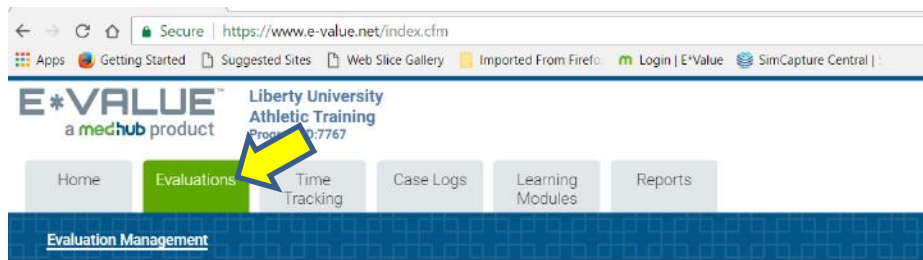 Secure https://www.e-value.net/index.cfm
Apps Getting Started Suggested Sites Web Slice Gallery Imported From Firefo m Login | E*Value SimCapture Central |
E*VALUE™ Liberty University
a medhub product Athletic Training
7767
Home Evaluations Time Tracking Case Logs Learning Modules Reports
Evaluation Management